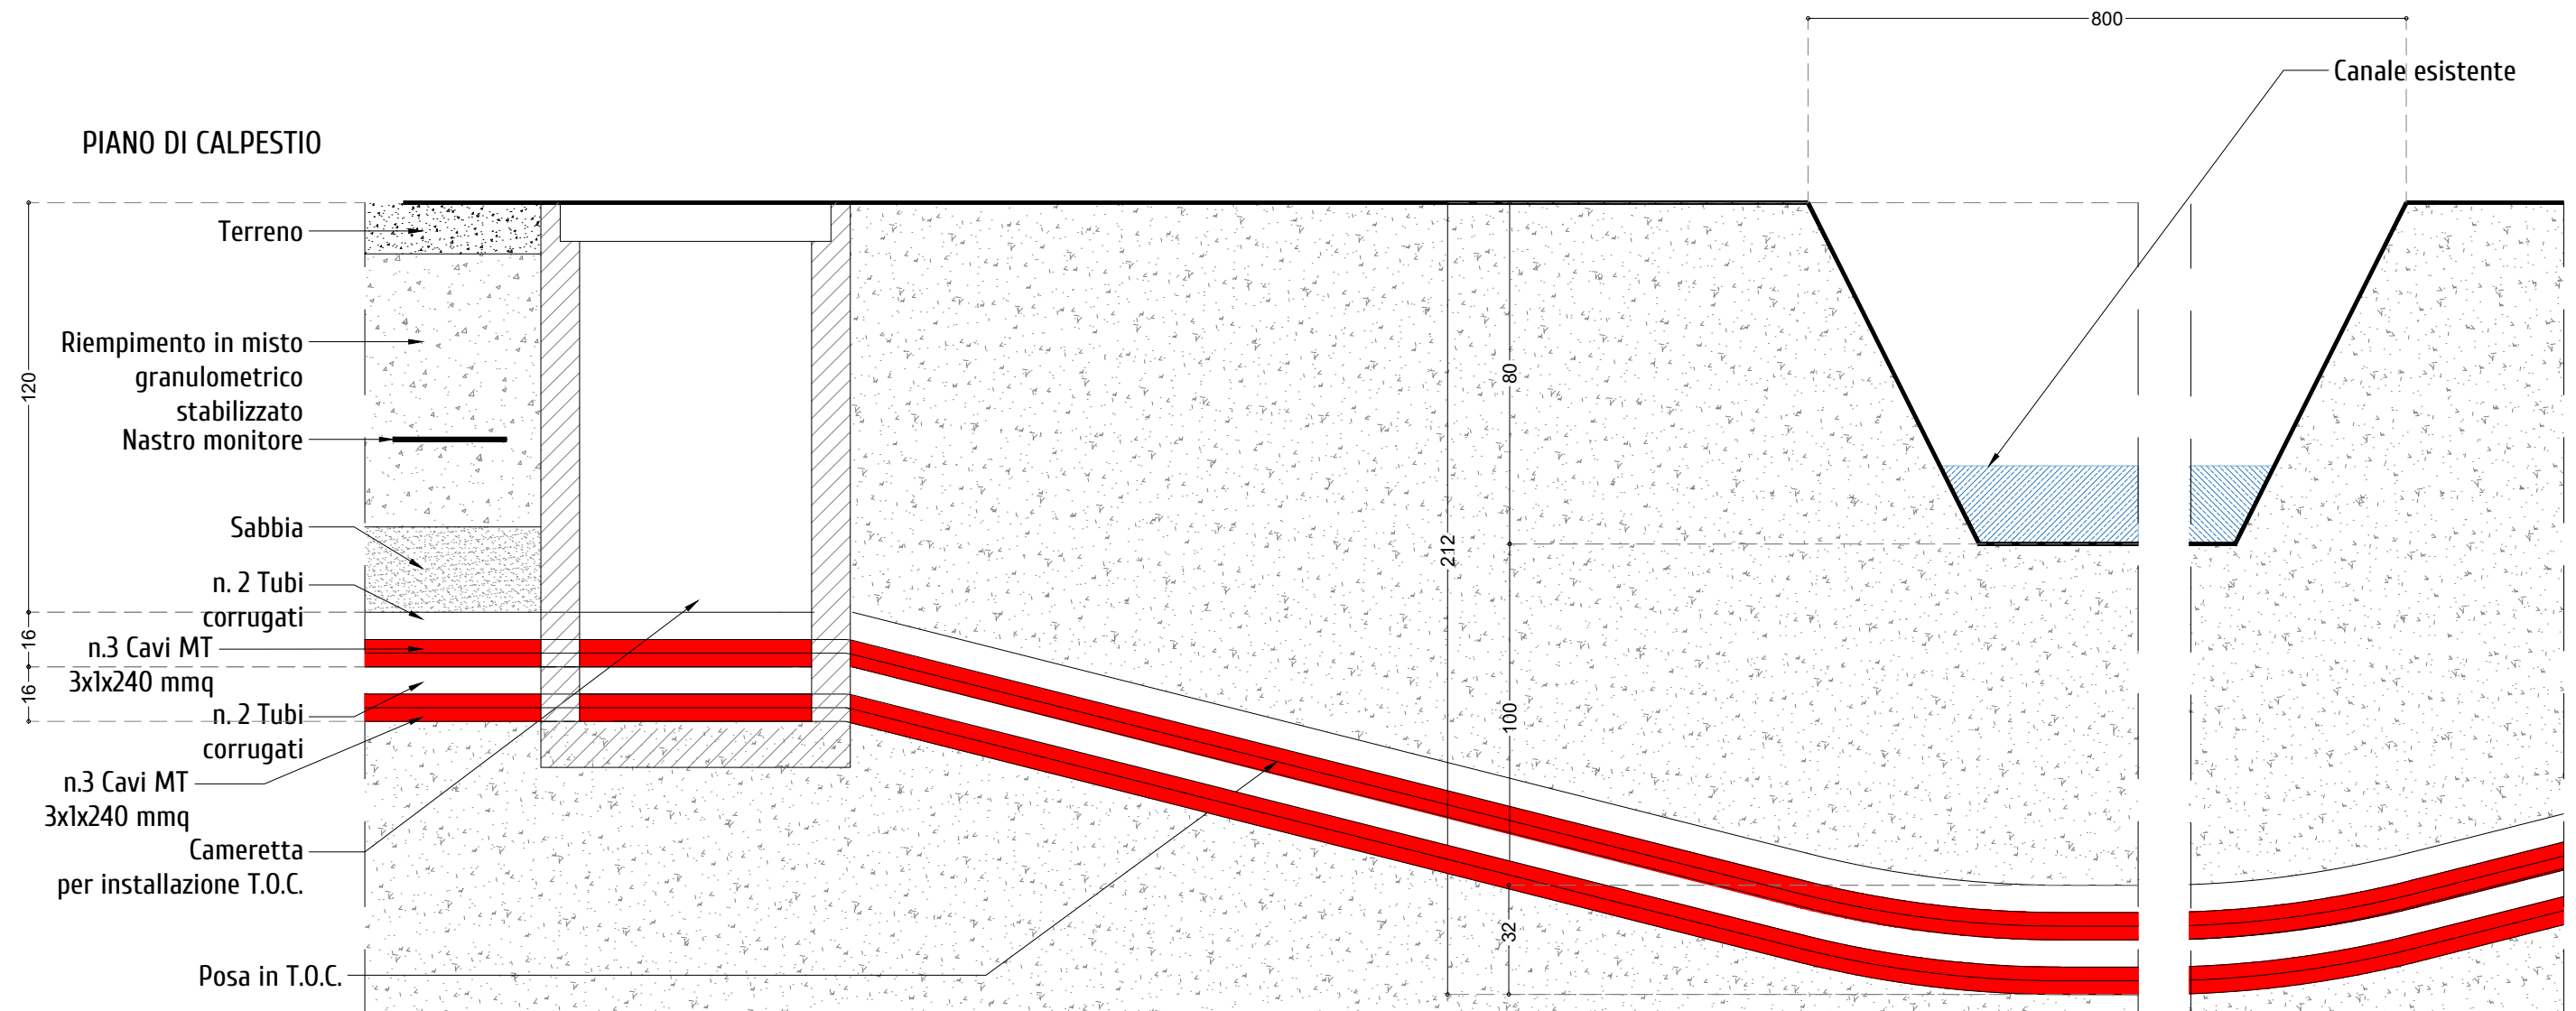 800
Canale esistente
PIANO DI CALPESTIO
Terreno
Riempimento in misto
granulometrico
stabilizzato
Nastro monitore
Sabbia
n. 2 Tubi
corrugati
n.3 Cavi MT
3x1x240 mmq
n. 2 Tubi
corrugati
n.3 Cavi MT
3x1x240 mmq
Cameretta
per installazione T.O.C.
Posa in T.O.C.
120
16
16
212
80
100
32